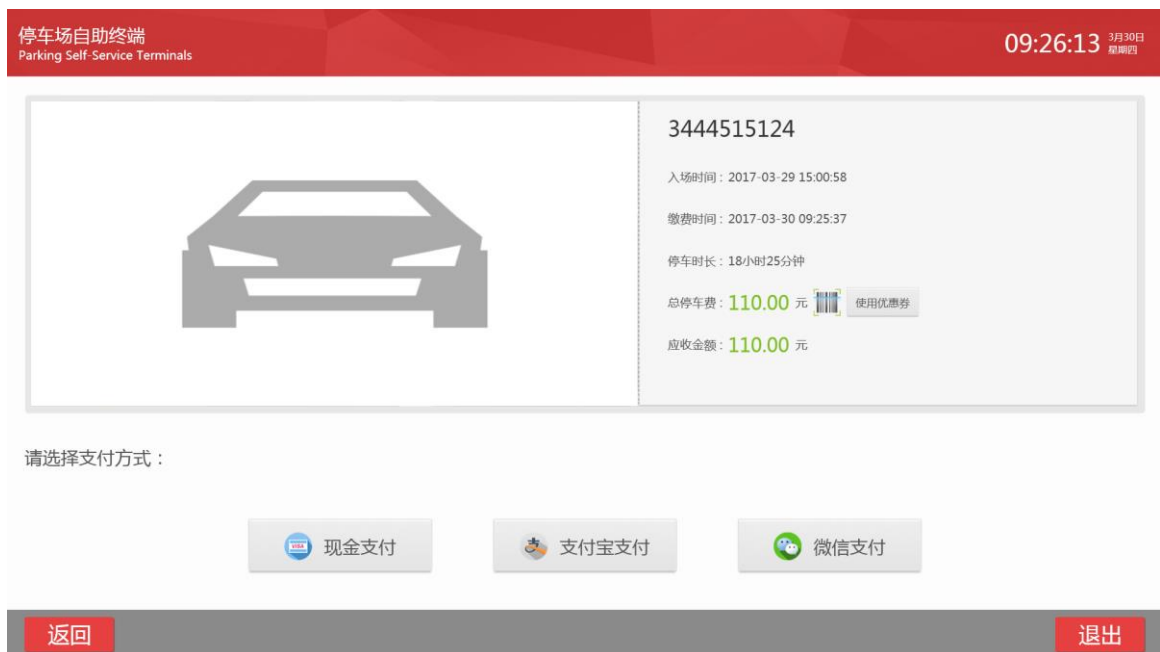 停车场自助终端
Parking Self-Service Terminals
09:26:13
3月30日
星期四
3444515124
入场时间：2017-03-29 15:00:58
缴费时间：2017-03-30 09:25:37
停车时长：18小时25分钟
总停车费：110.00 元 使用优惠券
应收金额：110.00 元
请选择支付方式：
VISA 现金支付
支 支付宝支付
微信支付
返回
退出